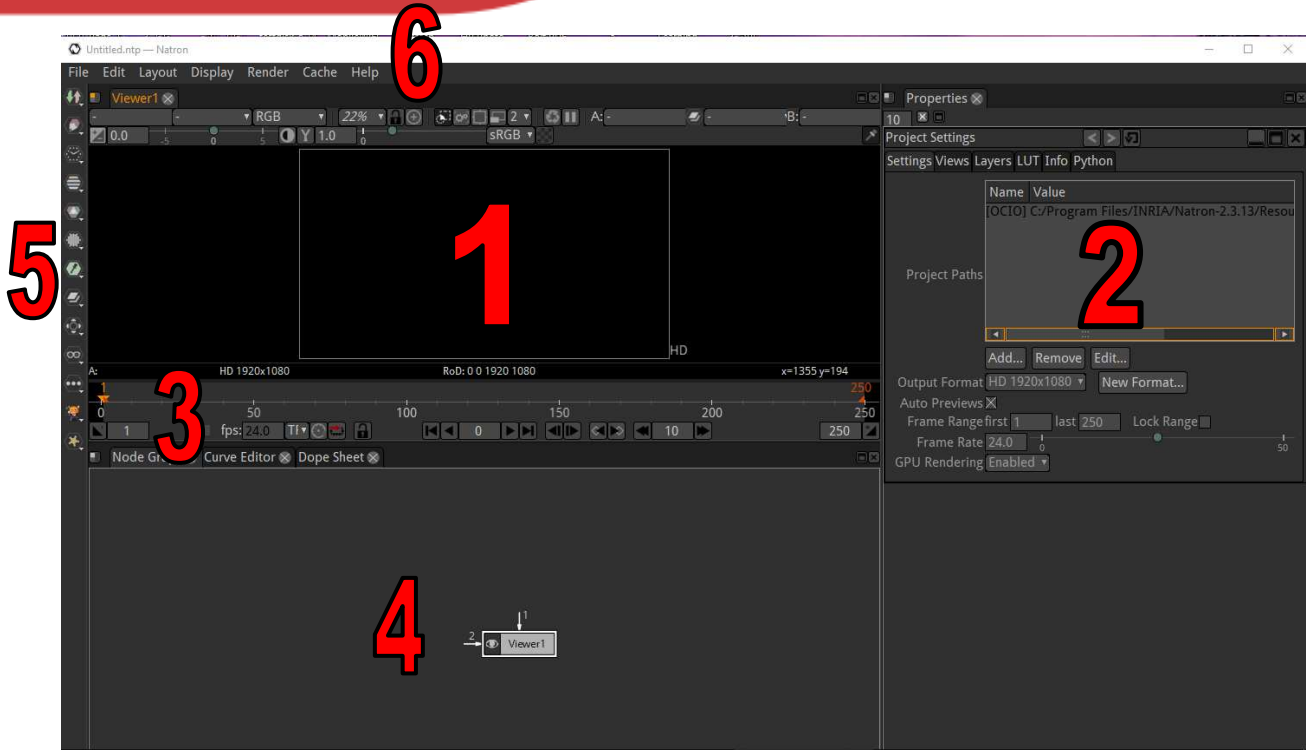 6
Untitled.ntp — Natron
File Edit Layout Display Render Cache Help
Viewer1
Properties
- - RGB 22% 2 A: - - B: -
10
0.0 -5 0 5 Y 1.0 0 sRGB
Project Settings
Settings Views Layers LUT Info Python
Name Value
[OCIO] C:/Program Files/INRIA/Natron-2.3.13/Resou
5
1
2
Project Paths
HD
Add... Remove Edit...
A: HD 1920x1080 RoD: 0 0 1920 1080 x=1355 y=194
Output Format HD 1920x1080 New Format...
1 250
3
Auto Previews
0 50 100 150 200 250
Frame Range first 1 last 250 Lock Range
1 fps: 24.0 0 10 250
Frame Rate 24.0 0 50
Node Curve Editor Dope Sheet
GPU Rendering Enabled
4
1
2 Viewer1